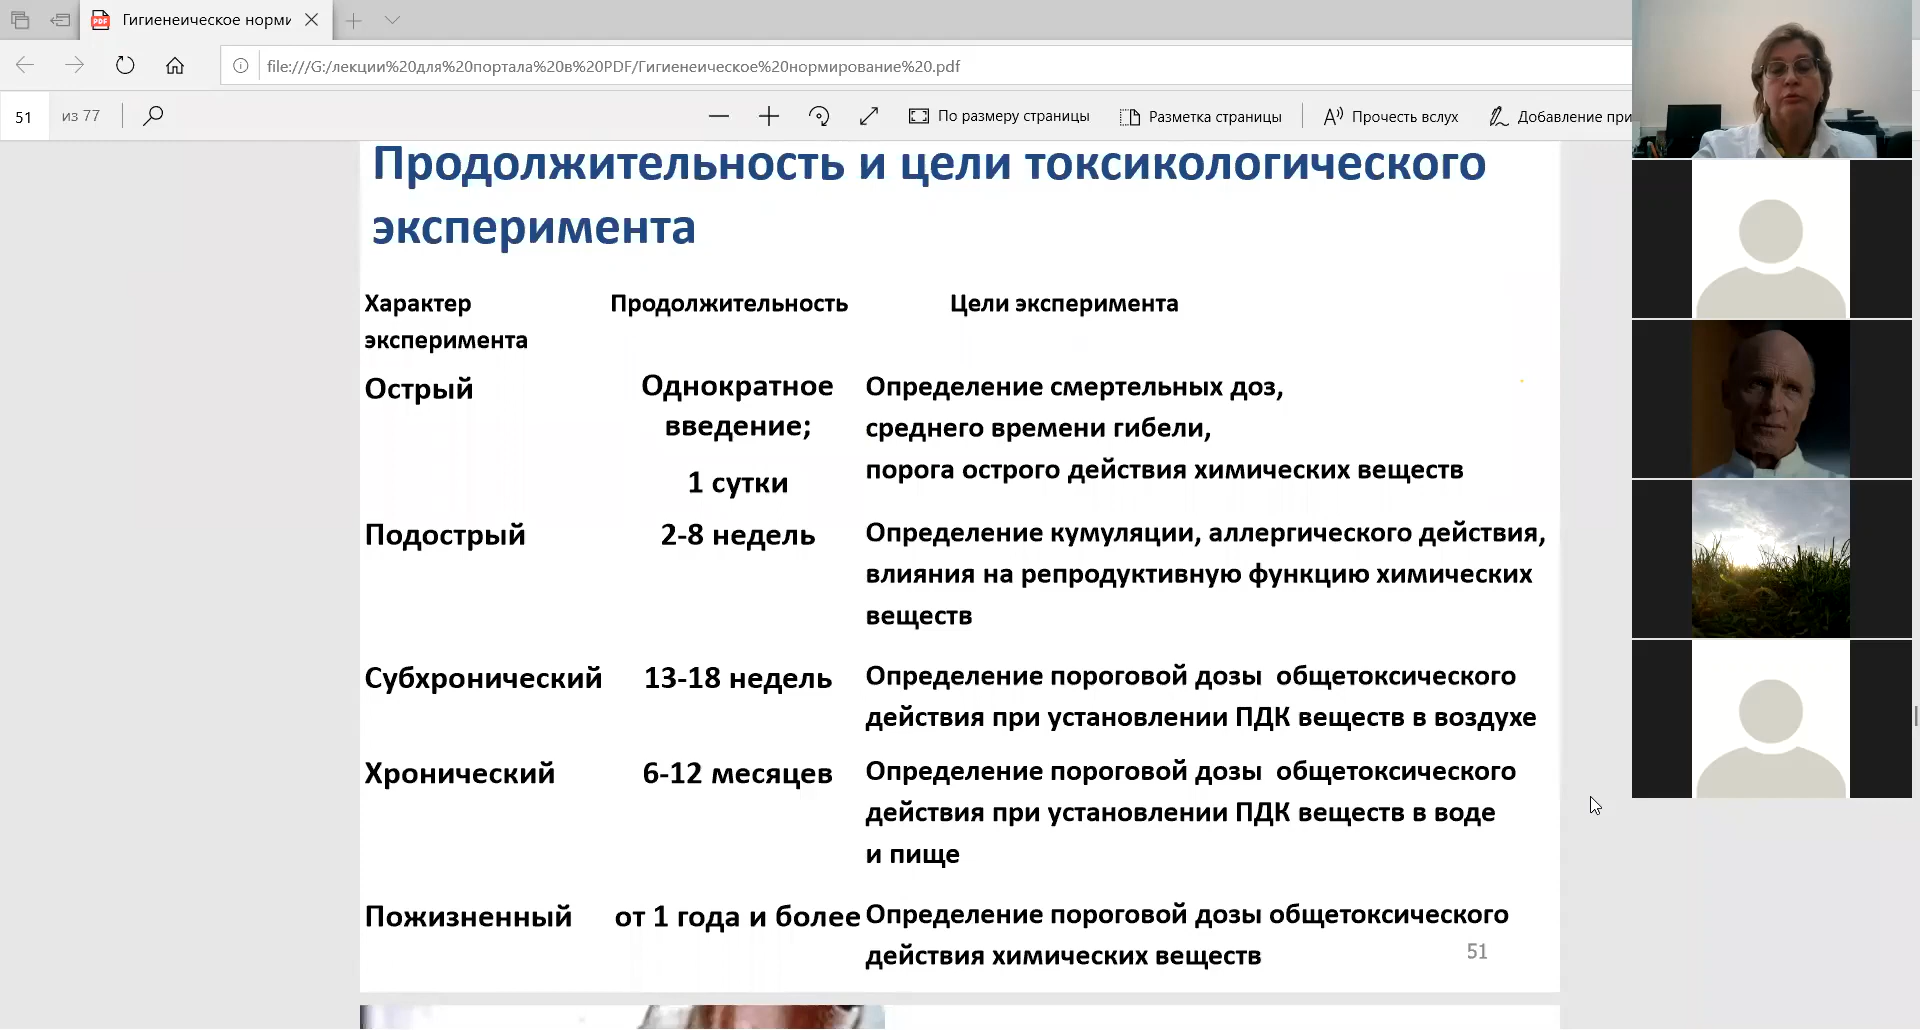 Гигиенеическое норми
file:///G:/лекции%20для%20портала%20в%20PDF/Гигиенеическое%20нормирование%20.pdf
51 из 77
По размеру страницы
Разметка страницы
Прочесть вслух
Добавление при
Продолжительность и цели токсикологического
эксперимента
Характер
эксперимента
Продолжительность
Цели эксперимента
Острый
Однократное
введение;
1 сутки
Определение смертельных доз,
среднего времени гибели,
порога острого действия химических веществ
Подострый
2-8 недель
Определение кумуляции, аллергического действия,
влияния на репродуктивную функцию химических
веществ
Субхронический
13-18 недель
Определение пороговой дозы общетоксического
действия при установлении ПДК веществ в воздухе
Хронический
6-12 месяцев
Определение пороговой дозы общетоксического
действия при установлении ПДК веществ в воде
и пище
Пожизненный
от 1 года и более
Определение пороговой дозы общетоксического
действия химических веществ
51